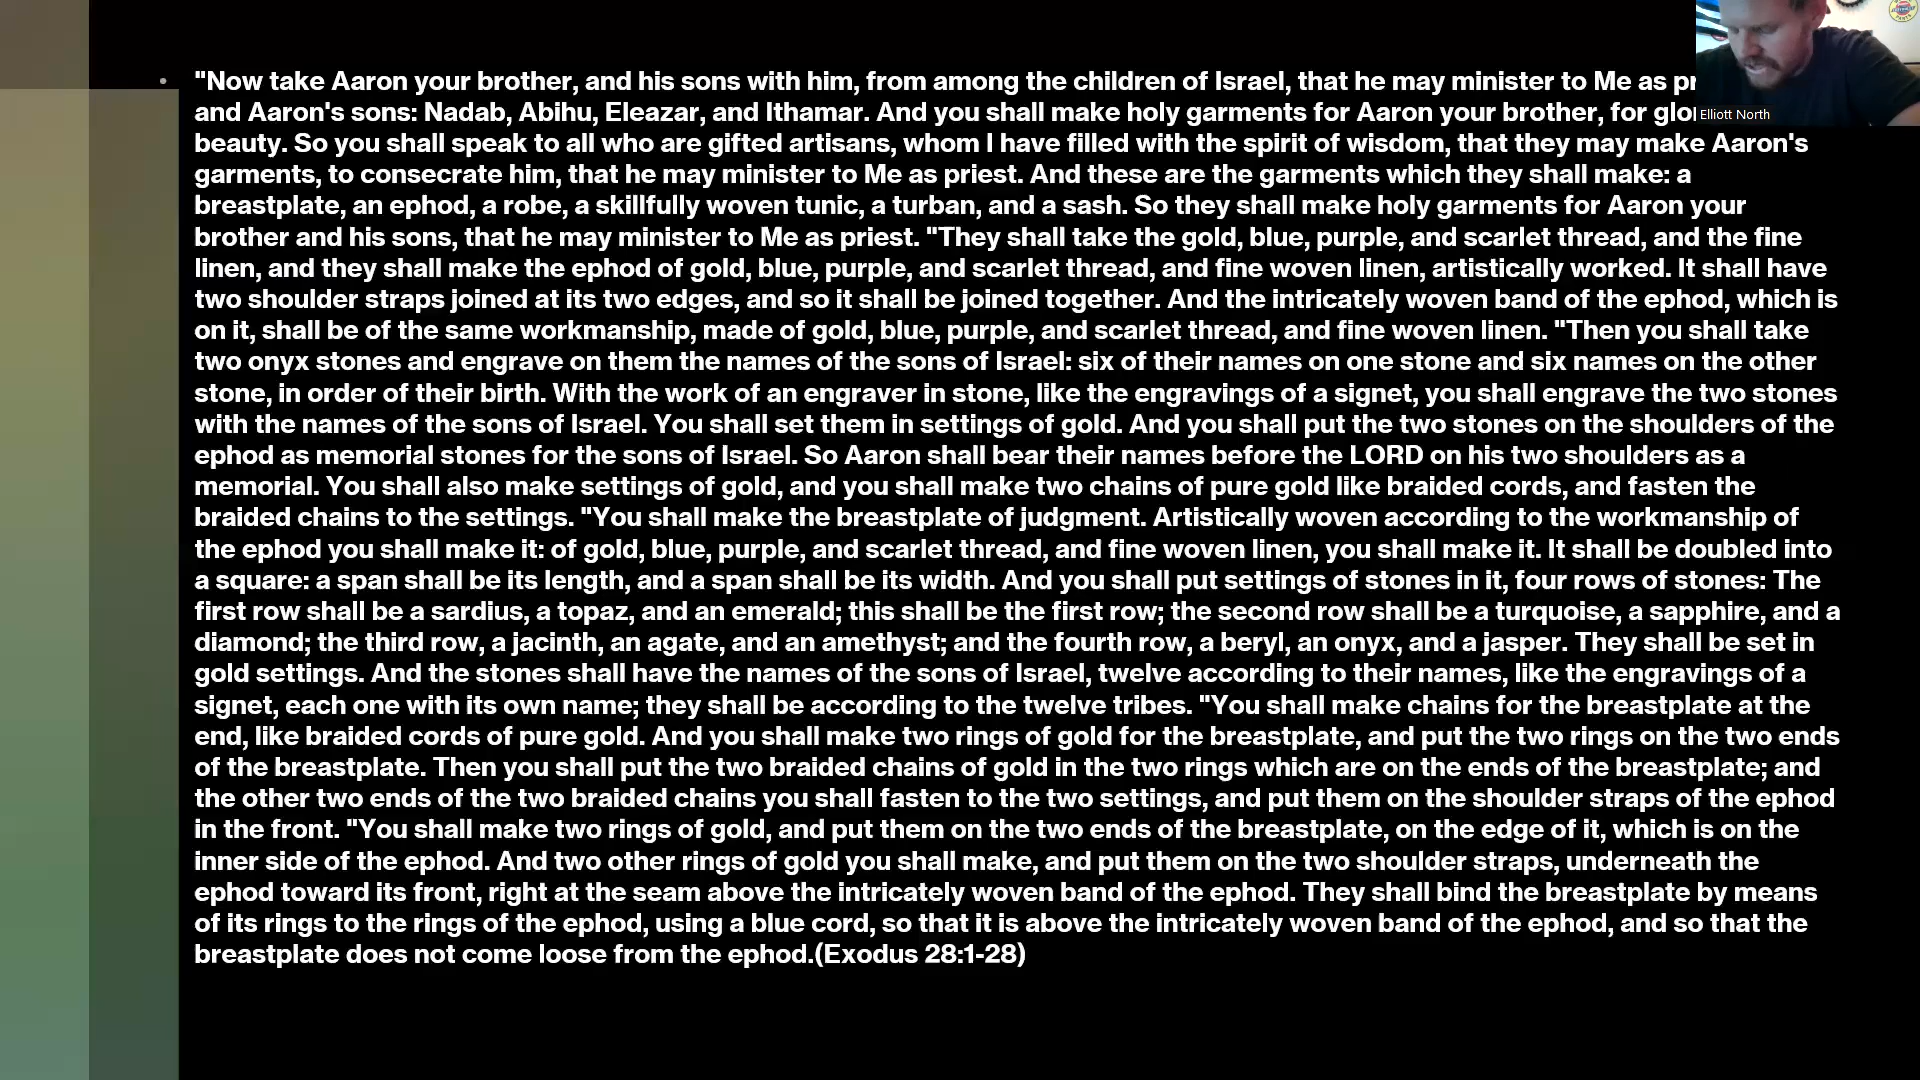 "Now take Aaron your brother, and his sons with him, from among the children of Israel, that he may minister to Me as
and Aaron's sons: Nadab, Abihu, Eleazar, and Ithamar. And you shall make holy garments for Aaron your brother, for
beauty. So you shall speak to all who are gifted artisans, whom I have filled with the spirit of wisdom, that they may make Aaron's
garments, to consecrate him, that he may minister to Me as priest. And these are the garments which they shall make: a
breastplate, an ephod, a robe, a skillfully woven tunic, a turban, and a sash. So they shall make holy garments for Aaron your
brother and his sons, that he may minister to Me as priest. "They shall take the gold, blue, purple, and scarlet thread, and the fine
linen, and they shall make the ephod of gold, blue, purple, and scarlet thread, and fine woven linen, artistically worked. It shall have
two shoulder straps joined at its two edges, and so it shall be joined together. And the intricately woven band of the ephod, which is
on it, shall be of the same workmanship, made of gold, blue, purple, and scarlet thread, and fine woven linen. "Then you shall take
two onyx stones and engrave on them the names of the sons of Israel: six of their names on one stone and six names on the other
stone, in order of their birth. With the work of an engraver in stone, like the engravings of a signet, you shall engrave the two stones
with the names of the sons of Israel. You shall set them in settings of gold. And you shall put the two stones on the shoulders of the
ephod as memorial stones for the sons of Israel. So Aaron shall bear their names before the LORD on his two shoulders as a
memorial. You shall also make settings of gold, and you shall make two chains of pure gold like braided cords, and fasten the
braided chains to the settings. "You shall make the breastplate of judgment. Artistically woven according to the workmanship of
the ephod you shall make it: of gold, blue, purple, and scarlet thread, and fine woven linen, you shall make it. It shall be doubled into
a square: a span shall be its length, and a span shall be its width. And you shall put settings of stones in it, four rows of stones: The
first row shall be a sardius, a topaz, and an emerald; this shall be the first row; the second row shall be a turquoise, a sapphire, and a
diamond; the third row, a jacinth, an agate, and an amethyst; and the fourth row, a beryl, an onyx, and a jasper. They shall be set in
gold settings. And the stones shall have the names of the sons of Israel, twelve according to their names, like the engravings of a
signet, each one with its own name; they shall be according to the twelve tribes. "You shall make chains for the breastplate at the
end, like braided cords of pure gold. And you shall make two rings of gold for the breastplate, and put the two rings on the two ends
of the breastplate. Then you shall put the two braided chains of gold in the two rings which are on the ends of the breastplate; and
the other two ends of the two braided chains you shall fasten to the two settings, and put them on the shoulder straps of the ephod
in the front. "You shall make two rings of gold, and put them on the two ends of the breastplate, on the edge of it, which is on the
inner side of the ephod. And two other rings of gold you shall make, and put them on the two shoulder straps, underneath the
ephod toward its front, right at the seam above the intricately woven band of the ephod. They shall bind the breastplate by means
of its rings to the rings of the ephod, using a blue cord, so that it is above the intricately woven band of the ephod, and so that the
breastplate does not come loose from the ephod.(Exodus 28:1-28)
Elliott North